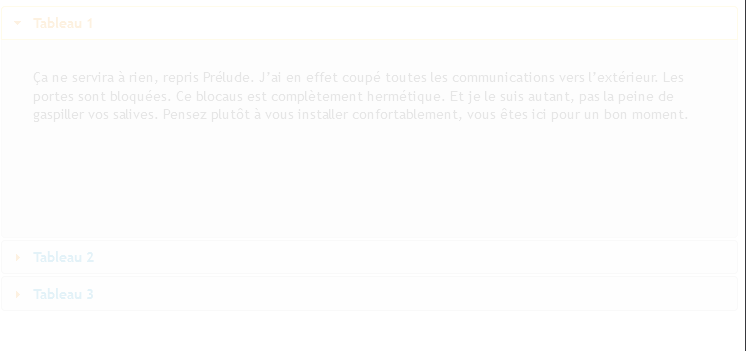 Tableau 1
Ça ne servira à rien, repris Prélude. J'ai en effet coupé toutes les communications vers l'extérieur. Les
portes sont bloquées. Ce blocaus est complètement hermétique. Et je le suis autant, pas la peine de
gaspiller vos salives. Pensez plutôt à vous installer confortablement, vous êtes ici pour un bon moment.
Tableau 2
Tableau 3